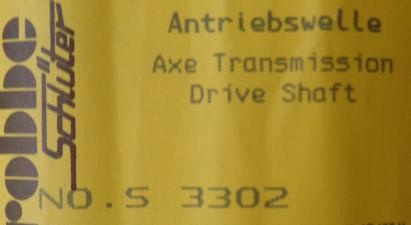 robbe
Schlüter
Antriebswelle
Axe Transmission
Drive Shaft
NO.S 3302